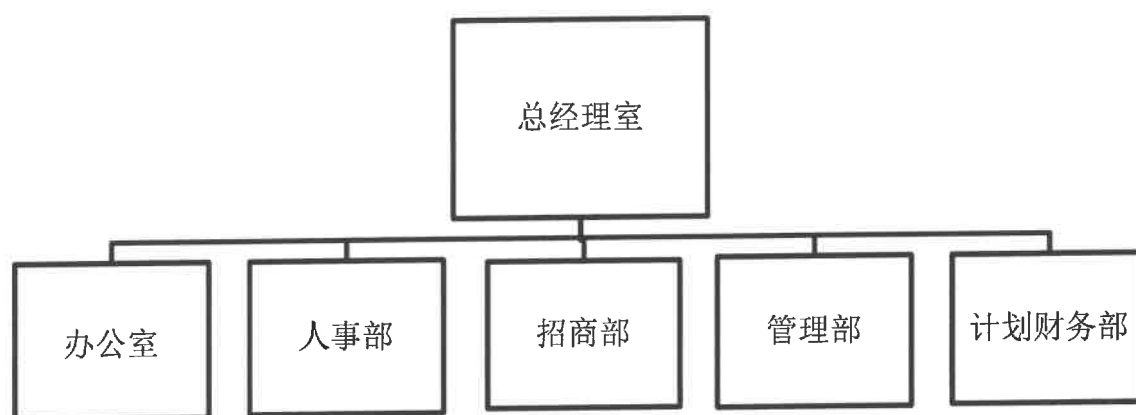 总经理室
办公室
人事部
招商部
管理部
计划财务部